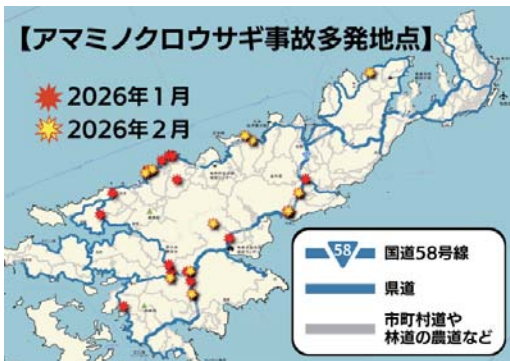 【アマミノクロウサギ事故多発地点】
2026年1月
2026年2月
58
国道58号線
県道
市町村道や
林道の農道など